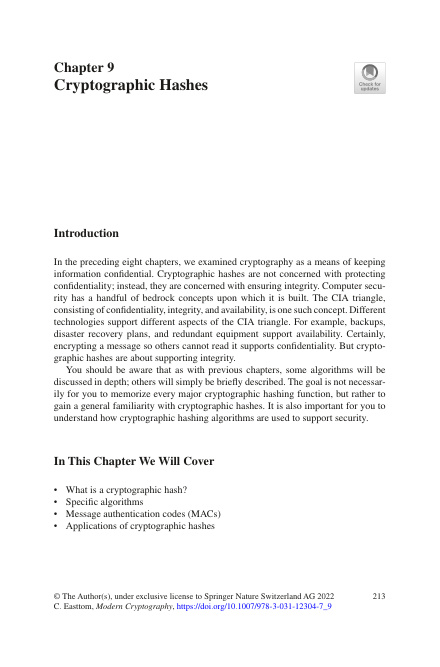 Chapter 9
Cryptographic Hashes
Check for
updates
Introduction
In the preceding eight chapters, we examined cryptography as a means of keeping
information confidential. Cryptographic hashes are not concerned with protecting
confidentiality; instead, they are concerned with ensuring integrity. Computer secu-
rity has a handful of bedrock concepts upon which it is built. The CIA triangle,
consisting of confidentiality, integrity, and availability, is one such concept. Different
technologies support different aspects of the CIA triangle. For example, backups,
disaster recovery plans, and redundant equipment support availability. Certainly,
encrypting a message so others cannot read it supports confidentiality. But crypto-
graphic hashes are about supporting integrity.
You should be aware that as with previous chapters, some algorithms will be
discussed in depth; others will simply be briefly described. The goal is not necessar-
ily for you to memorize every major cryptographic hashing function, but rather to
gain a general familiarity with cryptographic hashes. It is also important for you to
understand how cryptographic hashing algorithms are used to support security.
In This Chapter We Will Cover
• What is a cryptographic hash?
• Specific algorithms
• Message authentication codes (MACs)
• Applications of cryptographic hashes
© The Author(s), under exclusive license to Springer Nature Switzerland AG 2022 213
C. Easttom, Modern Cryptography, https://doi.org/10.1007/978-3-031-12304-7_9